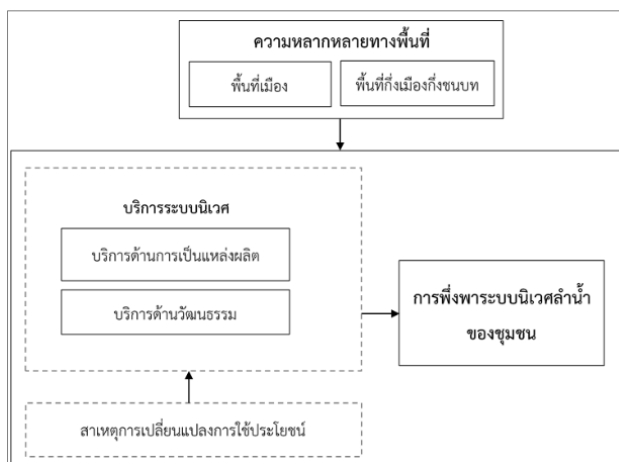 ความหลากหลายทางพื้นที่
พื้นที่เมือง
พื้นที่กึ่งเมืองกึ่งชนบท
บริการระบบนิเวศ
บริการด้านการเป็นแหล่งผลิต
บริการด้านวัฒนธรรม
การพึ่งพาระบบนิเวศลำน้ำ
ของชุมชน
สาเหตุการเปลี่ยนแปลงการใช้ประโยชน์